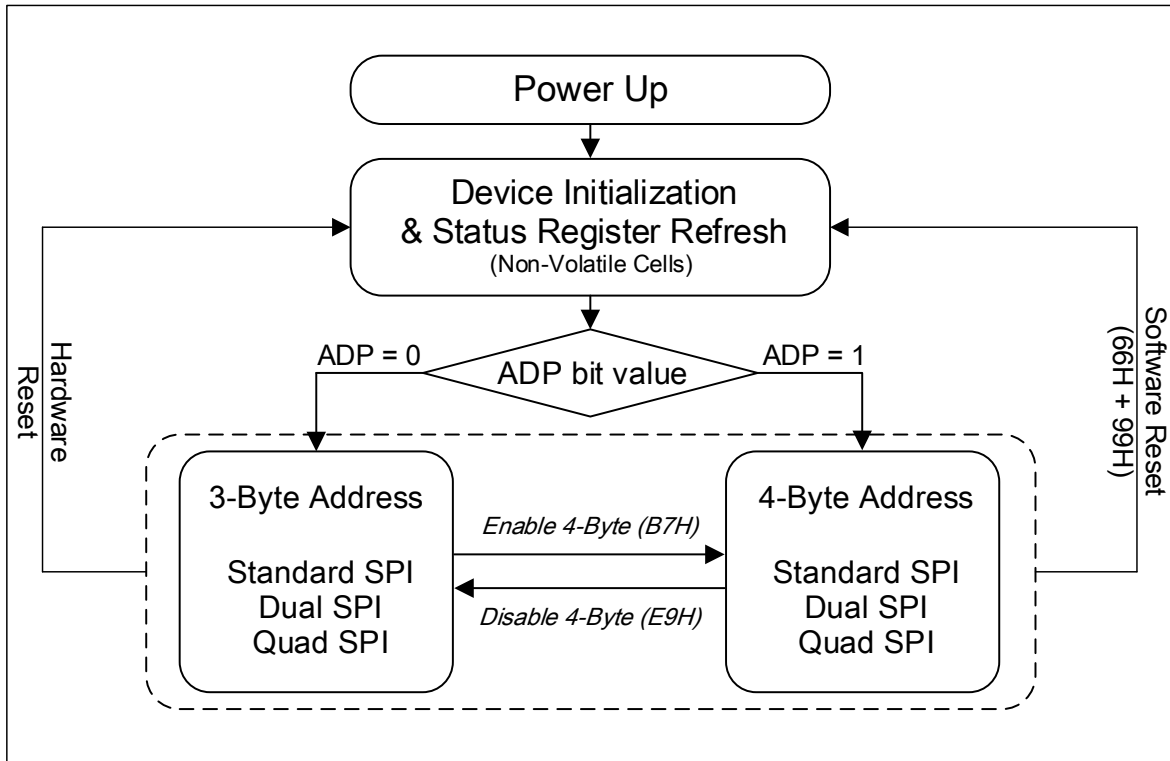 Power Up
Device Initialization
& Status Register Refresh
(Non-Volatile Cells)
ADP = 0
ADP bit value
ADP = 1
Hardware
Reset
Software Reset
(66H + 99H)
3-Byte Address
Standard SPI
Dual SPI
Quad SPI
Enable 4-Byte (B7H)
Disable 4-Byte (E9H)
4-Byte Address
Standard SPI
Dual SPI
Quad SPI